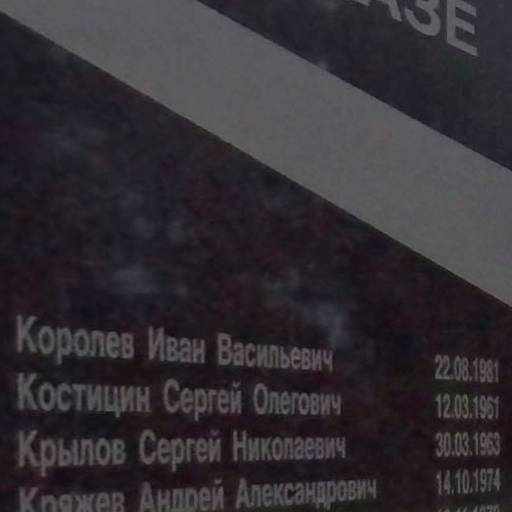 АЗЕ
Королев Иван Васильевич 22.08.1981
Костицин Сергей Олегович 12.03.1961
Крылов Сергей Николаевич 30.03.1963
Кряжев Андрей Александрович 14.10.1974